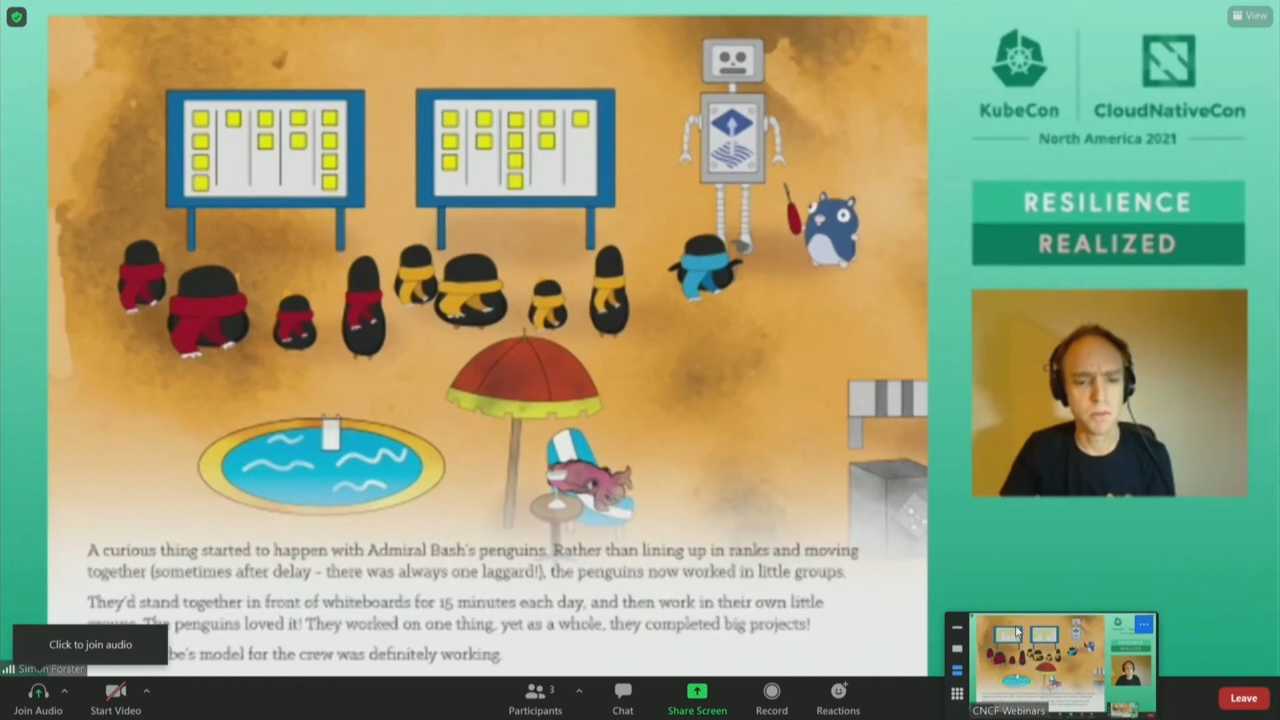 View
KubeCon
CloudNativeCon
North America 2021
RESILIENCE
REALIZED
A curious thing started to happen with Admiral Bash's penguins. Rather than lining up in ranks and moving
together (sometimes after delay – there was always one laggard!), the penguins now worked in little groups.
They'd stand together in front of whiteboards for 15 minutes each day, and then work in their own little
groups. The penguins loved it! They worked on one thing, yet as a whole, they completed big projects!
be's model for the crew was definitely working.
Click to join audio
Simon Forster
CNCF Webinars
Join Audio
Start Video
Participants
3
Chat
Share Screen
Record
Reactions
Leave